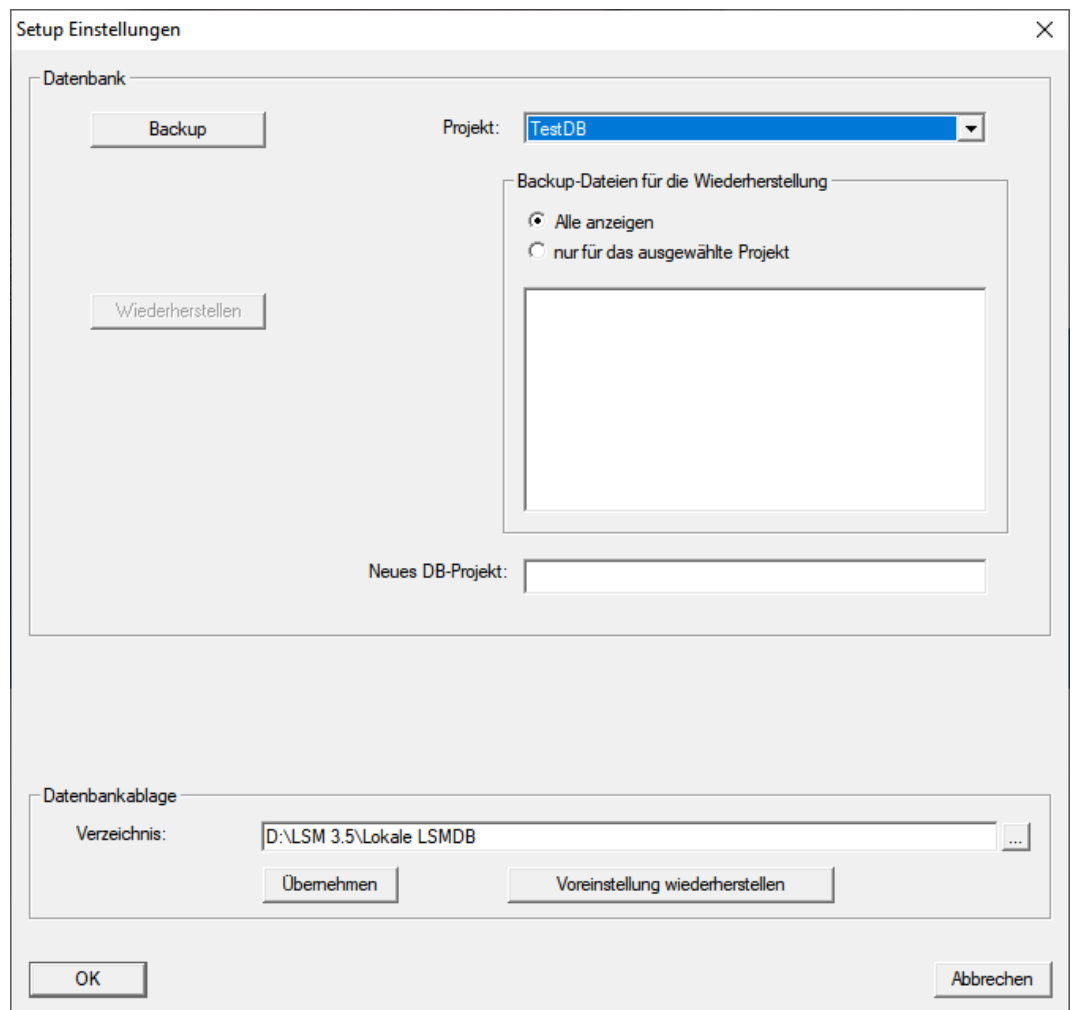 Setup Einstellungen
Datenbank
Backup
Projekt:
TestDB
Backup-Dateien für die Wiederherstellung
Alle anzeigen
nur für das ausgewählte Projekt
Wiederherstellen
Neues DB-Projekt:
Datenbankablage
Verzeichnis:
D:\LSM 3.5\Lokale LSMDB
...
Übernehmen
Voreinstellung wiederherstellen
OK
Abbrechen